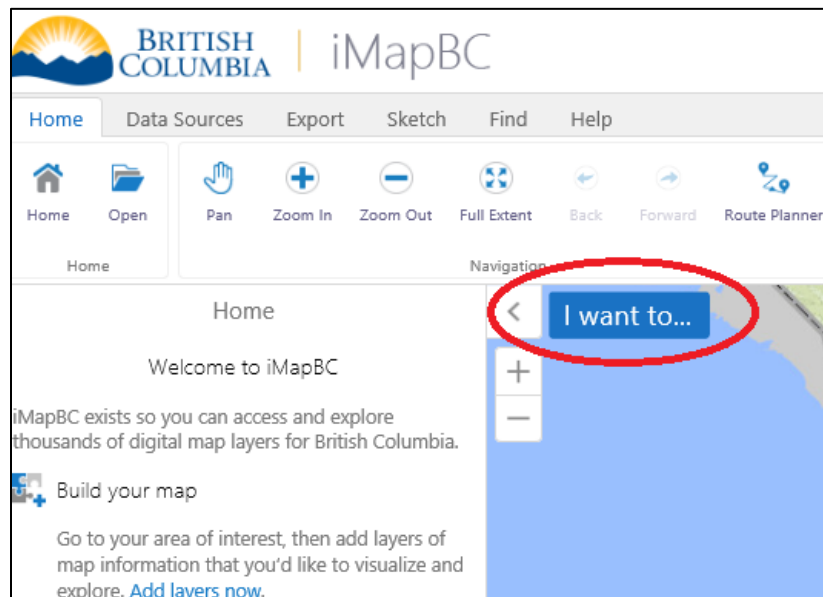 BRITISH
COLUMBIA
iMapBC
Home Data Sources Export Sketch Find Help
Home Open Pan Zoom In Zoom Out Full Extent Back Forward Route Planner
Home Navigation
Home
I want to...
Welcome to iMapBC
iMapBC exists so you can access and explore
thousands of digital map layers for British Columbia.
Build your map
Go to your area of interest, then add layers of
map information that you'd like to visualize and
explore. Add layers now.